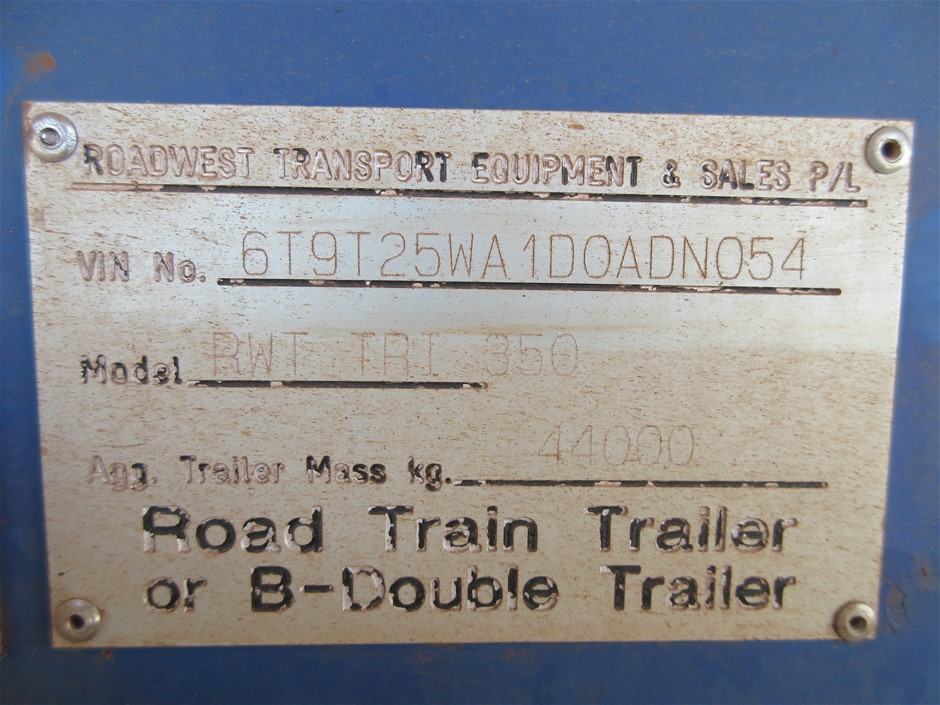 ROADWEST TRANSPORT EQUIPMENT & SALES P/L
VIN No. 6T9T25WA1D0ADN054
Model RWT TRI 350
Agg. Trailer Mass kg. 44000
Road Train Trailer
or B-Double Trailer